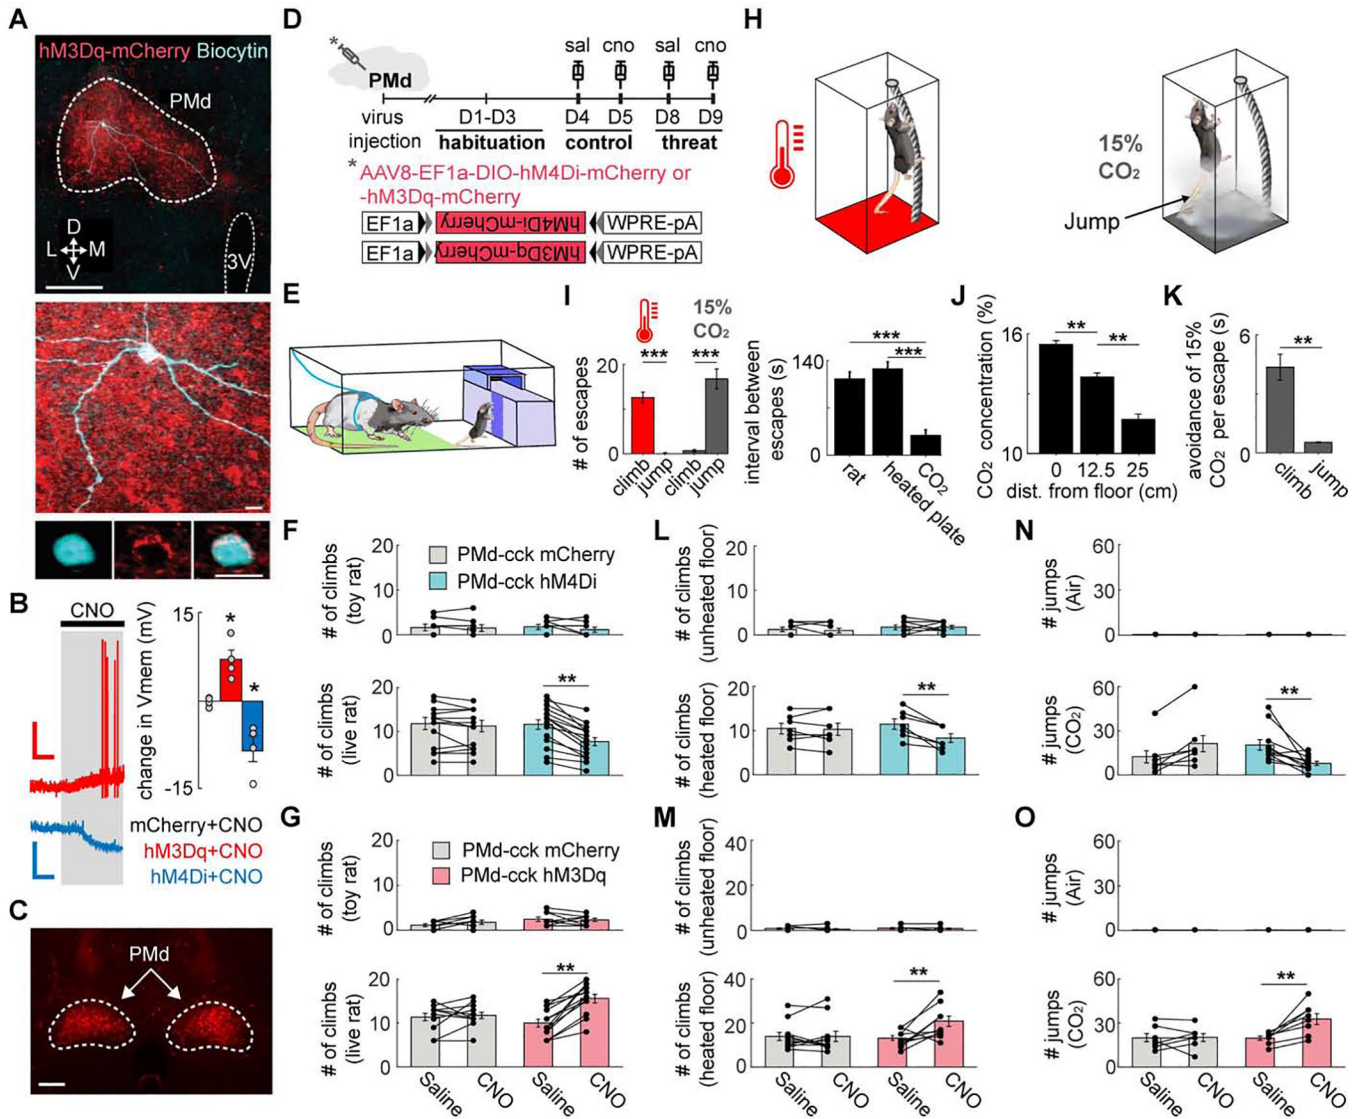 A
hM3Dq-mCherry Biocytin
PMd
D
L
M
V
3V
B
CNO
change in Vmem (mV)
15
-15
*
*
mCherry+CNO
hM3Dq+CNO
hM4Di+CNO
C
PMd
D
*
PMd
sal cno sal cno
virus
injection
D1-D3
habituation
D4 D5
control
D8 D9
threat
* AAV8-EF1a-DIO-hM4Di-mCherry or
-hM3Dq-mCherry
EF1a hM4Di-mCherry WPRE-pA
EF1a hM3Dq-mCherry WPRE-pA
E
H
15%
CO₂
Jump
I
15%
CO₂
# of escapes
20
0
***
***
climb
jump
climb
jump
interval between
escapes (s)
140
0
***
***
rat
heated plate
CO₂
J
CO₂ concentration (%)
16
10
**
**
0 12.5 25
dist. from floor (cm)
K
avoidance of 15%
CO₂ per escape (s)
6
0
**
climb
jump
F
# of climbs
(toy rat)
20
10
0
PMd-cck mCherry
PMd-cck hM4Di
# of climbs
(live rat)
20
10
0
**
L
# of climbs
(unheated floor)
20
10
0
# of climbs
(heated floor)
20
10
0
**
N
# jumps
(Air)
60
30
0
# jumps
(CO₂)
60
30
0
**
G
# of climbs
(toy rat)
20
10
0
PMd-cck mCherry
PMd-cck hM3Dq
# of climbs
(live rat)
20
10
0
**
Saline
CNO
Saline
CNO
M
# of climbs
(unheated floor)
40
20
0
# of climbs
(heated floor)
40
20
0
**
Saline
CNO
Saline
CNO
O
# jumps
(Air)
60
30
0
# jumps
(CO₂)
60
30
0
**
Saline
CNO
Saline
CNO